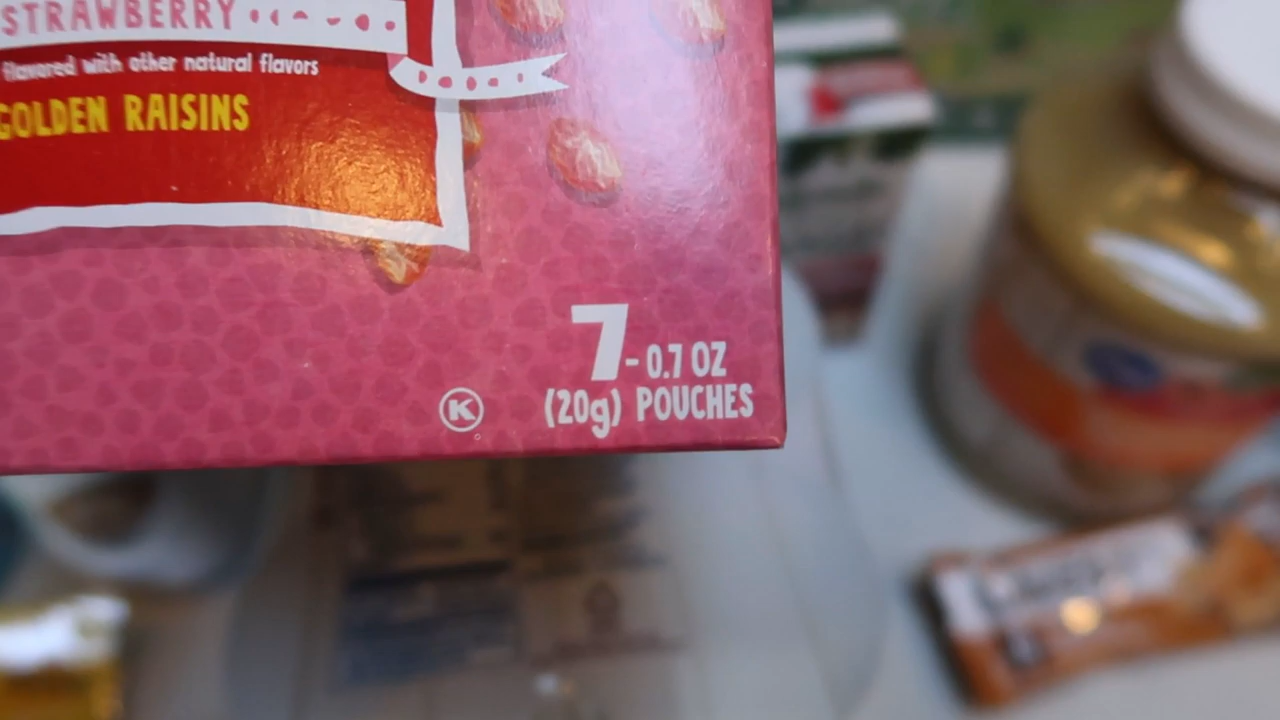 STRAWBERRY
flavored with other natural flavors
GOLDEN RAISINS
7- 0.7 OZ
K
(20g) POUCHES